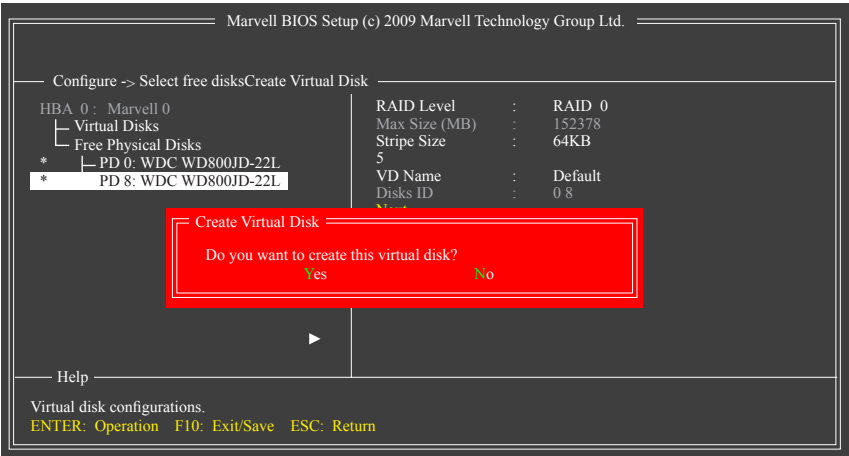 Marvell BIOS Setup (c) 2009 Marvell Technology Group Ltd.
Configure -> Select free disksCreate Virtual Disk
HBA 0 : Marvell 0
Virtual Disks
Free Physical Disks
* PD 0: WDC WD800JD-22L
* PD 8: WDC WD800JD-22L
RAID Level : RAID 0
Max Size (MB) : 152378
Stripe Size : 64KB
5
VD Name : Default
Disks ID : 0 8
Create Virtual Disk
Do you want to create this virtual disk?
Yes No
Help
Virtual disk configurations.
ENTER: Operation F10: Exit/Save ESC: Return